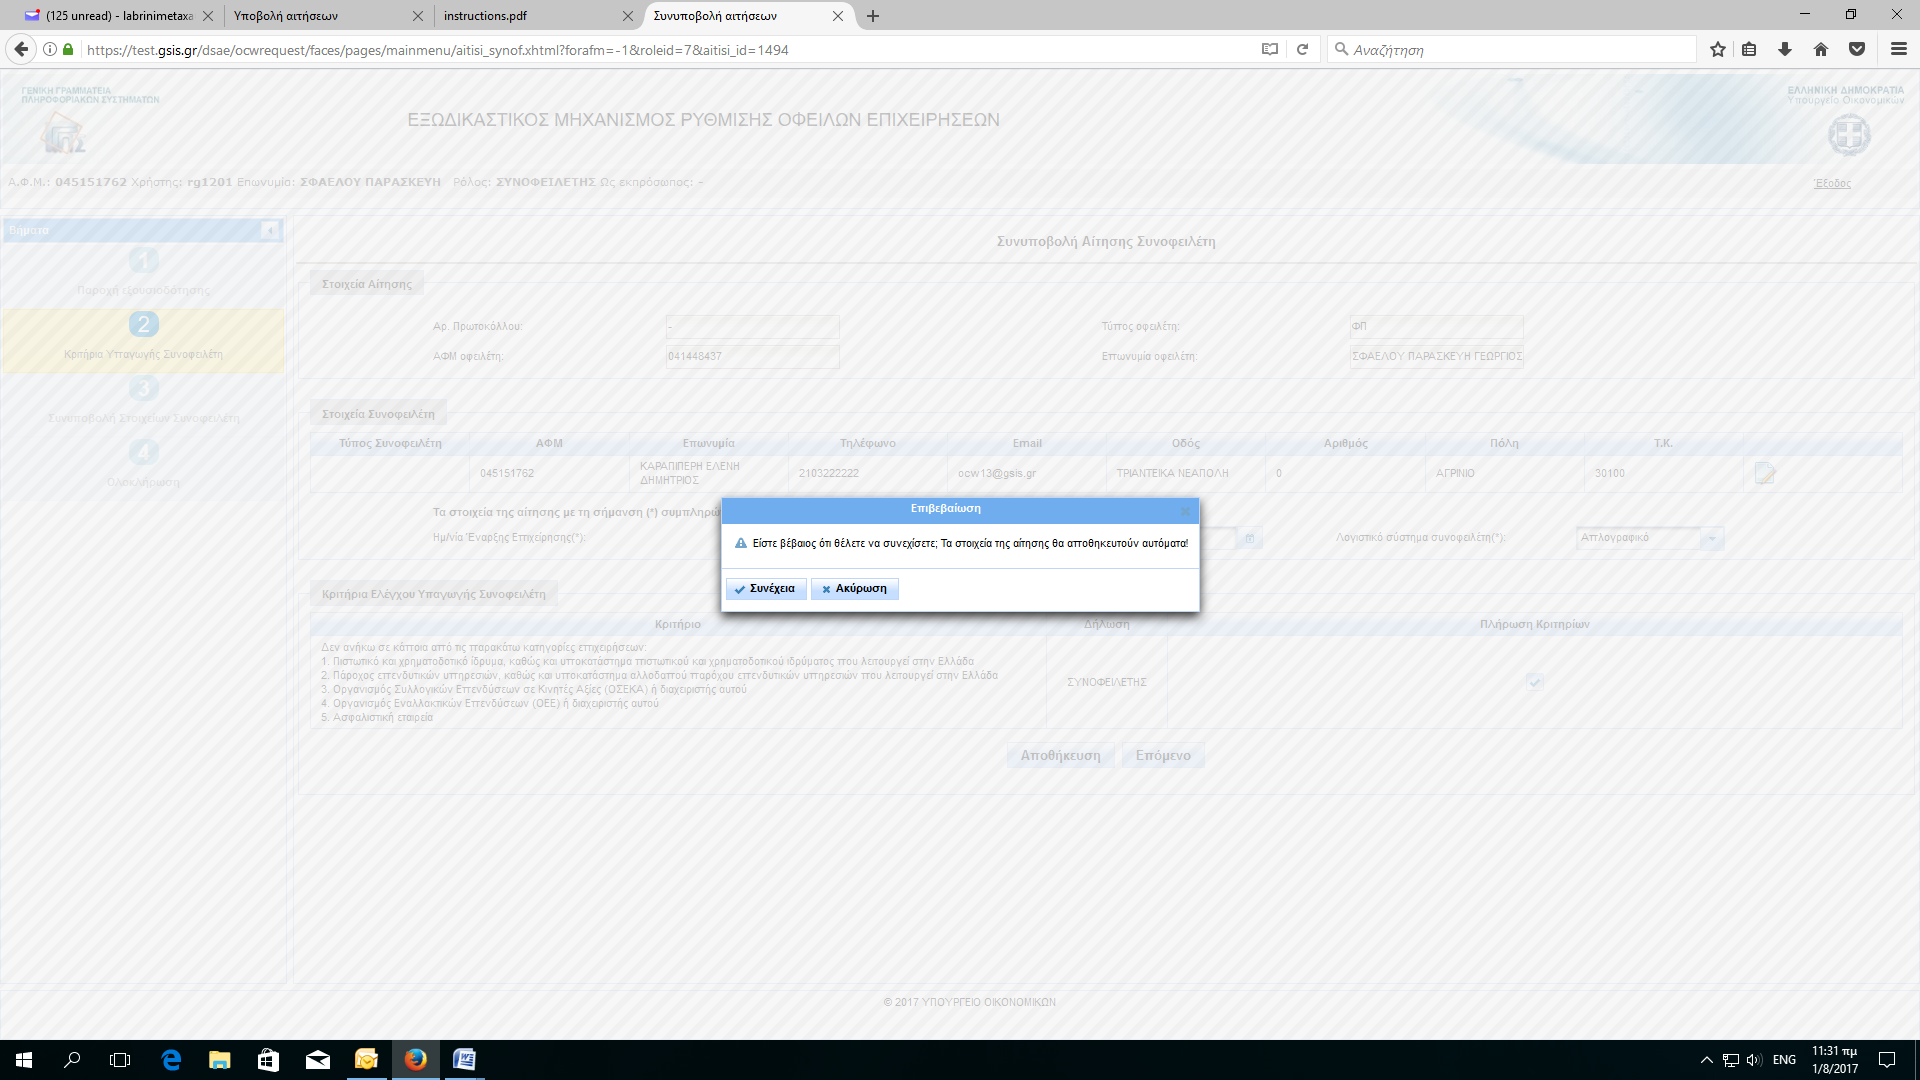 (125 unread) - labrinimetaxa
Υποβολή αιτήσεων
instructions.pdf
Συνυποβολή αιτήσεων
https://test.gsis.gr/dsae/ocwrequest/faces/pages/mainmenu/aitisi_synof.xhtml?forafm=-1&roleid=7&aitisi_id=1494
Αναζήτηση
ΓΕΝΙΚΗ ΓΡΑΜΜΑΤΕΙΑ
ΠΛΗΡΟΦΟΡΙΑΚΩΝ ΣΥΣΤΗΜΑΤΩΝ
ΕΞΩΔΙΚΑΣΤΙΚΟΣ ΜΗΧΑΝΙΣΜΟΣ ΡΥΘΜΙΣΗΣ ΟΦΕΙΛΩΝ ΕΠΙΧΕΙΡΗΣΕΩΝ
ΕΛΛΗΝΙΚΗ ΔΗΜΟΚΡΑΤΙΑ
Υπουργείο Οικονομικών
Α.Φ.Μ.: 045151762 Χρήστης: rg1201 Επωνυμία: ΣΦΑΕΛΟΥ ΠΑΡΑΣΚΕΥΗ Ρόλος: ΣΥΝΟΦΕΙΛΕΤΗΣ Ως εκπρόσωπος: -
Έξοδος
Βήματα
1
Παροχή εξουσιοδότησης
2
Κριτήρια Υπαγωγής Συνοφειλέτη
3
Συνυποβολή Στοιχείων Συνοφειλέτη
4
Ολοκλήρωση
Συνυποβολή Αίτησης Συνοφειλέτη
Στοιχεία Αίτησης
Αρ. Πρωτοκόλλου: -
Τύπος οφειλέτη: ΦΠ
ΑΦΜ οφειλέτη: 041448437
Επωνυμία οφειλέτη: ΣΦΑΕΛΟΥ ΠΑΡΑΣΚΕΥΗ ΓΕΩΡΓΙΟΣ
Στοιχεία Συνοφειλέτη
Τύπος Συνοφειλέτη ΑΦΜ Επωνυμία Τηλέφωνο Email Οδός Αριθμός Πόλη Τ.Κ.
045151762 ΚΑΡΑΠΙΠΕΡΗ ΕΛΕΝΗ ΔΗΜΗΤΡΙΟΣ 2103222222 ocw13@gsis.gr ΤΡΙΑΝΤΕΙΚΑ ΝΕΑΠΟΛΗ 0 ΑΓΡΙΝΙΟ 30100
Τα στοιχεία της αίτησης με τη σήμανση (*) συμπληρώ
Ημ/νία Έναρξης Επιχείρησης(*):
Λογιστικό σύστημα συνοφειλέτη(*): Απλογραφικό
Επιβεβαίωση
Είστε βέβαιος ότι θέλετε να συνεχίσετε; Τα στοιχεία της αίτησης θα αποθηκευτούν αυτόματα!
Συνέχεια
Ακύρωση
Κριτήρια Ελέγχου Υπαγωγής Συνοφειλέτη
Κριτήριο Δήλωση Πλήρωση Κριτηρίων
Δεν ανήκω σε κάποια από τις παρακάτω κατηγορίες επιχειρήσεων:
1. Πιστωτικό και χρηματοδοτικό ίδρυμα, καθώς και υποκατάστημα πιστωτικού και χρηματοδοτικού ιδρύματος που λειτουργεί στην Ελλάδα
2. Πάροχος επενδυτικών υπηρεσιών, καθώς και υποκατάστημα αλλοδαπού παρόχου επενδυτικών υπηρεσιών που λειτουργεί στην Ελλάδα
3. Οργανισμός Συλλογικών Επενδύσεων σε Κινητές Αξίες (ΟΣΕΚΑ) ή διαχειριστής αυτού
4. Οργανισμός Εναλλακτικών Επενδύσεων (ΟΕΕ) ή διαχειριστής αυτού
5. Ασφαλιστική εταιρεία
ΣΥΝΟΦΕΙΛΕΤΗΣ
Αποθήκευση
Επόμενο
© 2017 ΥΠΟΥΡΓΕΙΟ ΟΙΚΟΝΟΜΙΚΩΝ
ENG
11:31 πμ
1/8/2017